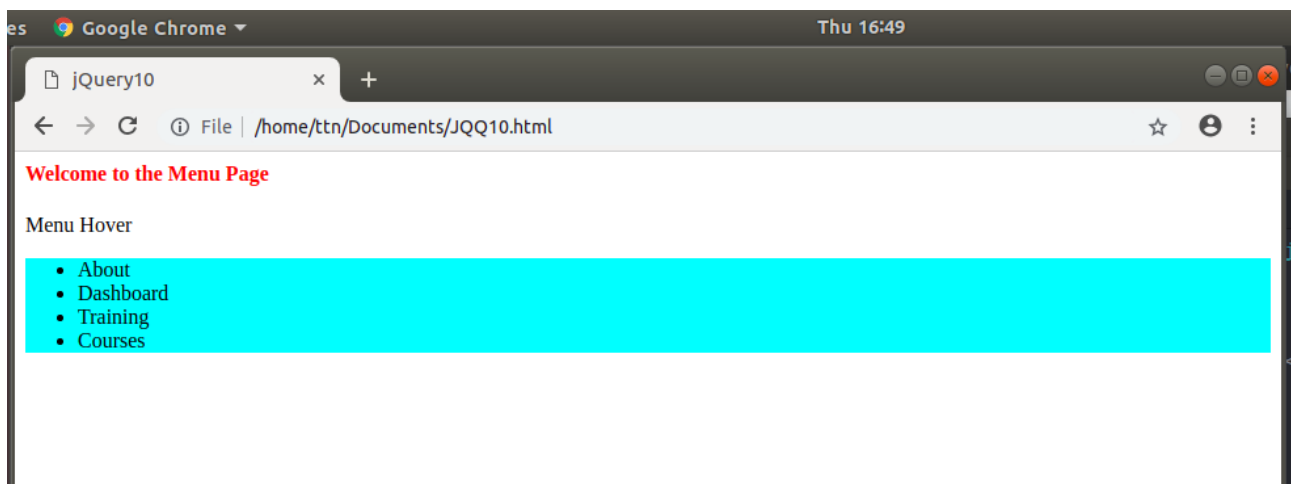 es Google Chrome Thu 16:49
jQuery10
File /home/ttn/Documents/JQQ10.html
Welcome to the Menu Page
Menu Hover
About
Dashboard
Training
Courses